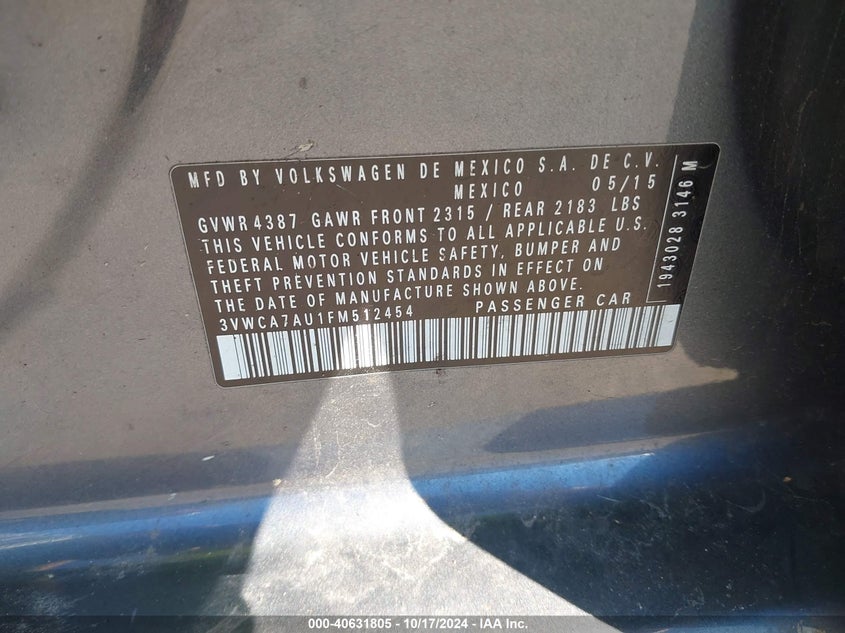 MFD BY VOLKSWAGEN DE MEXICO S.A. DE C.V.
MEXICO 05/15
GVWR 4387 GAWR FRONT 2315 / REAR 2183 LBS
THIS VEHICLE CONFORMS TO ALL APPLICABLE U.S.
FEDERAL MOTOR VEHICLE SAFETY, BUMPER AND
THEFT PREVENTION STANDARDS IN EFFECT ON
THE DATE OF MANUFACTURE SHOWN ABOVE.
3VWCA7AU1FM512454 PASSENGER CAR
1943028 3146 M
000-40631805 - 10/17/2024 - IAA Inc.